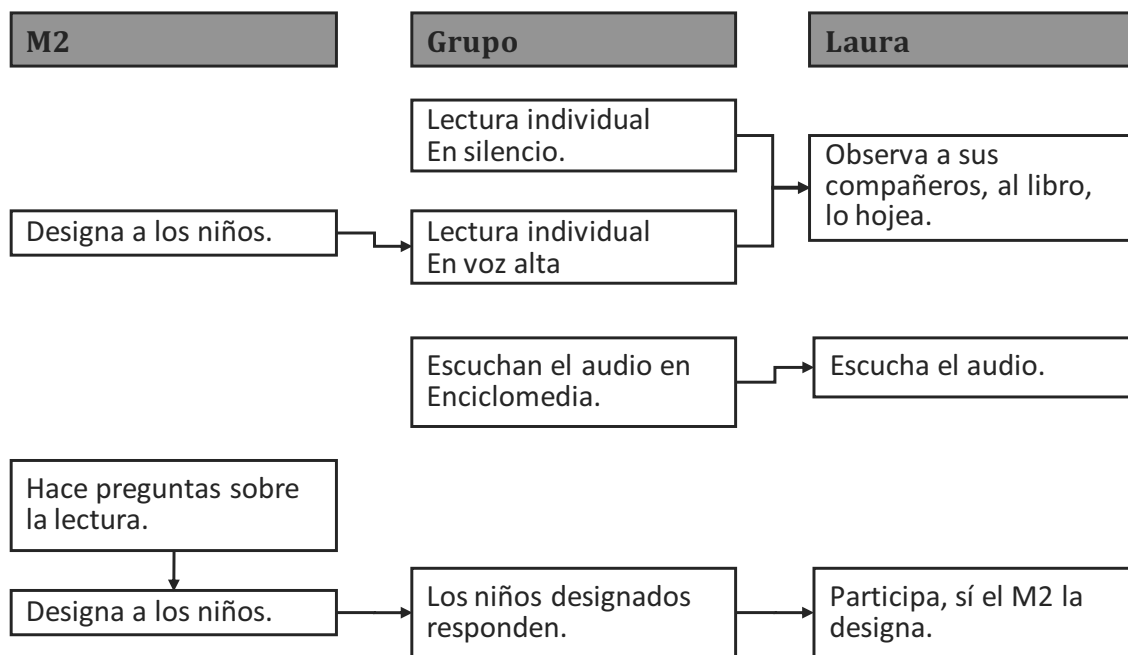 M2
Grupo
Laura
Lectura individual
En silencio.
Observa a sus
compañeros, al libro,
lo hojea.
Designa a los niños.
Lectura individual
En voz alta
Escuchan el audio en
Enciclomedia.
Escucha el audio.
Hace preguntas sobre
la lectura.
Designa a los niños.
Los niños designados
responden.
Participa, sí el M2 la
designa.